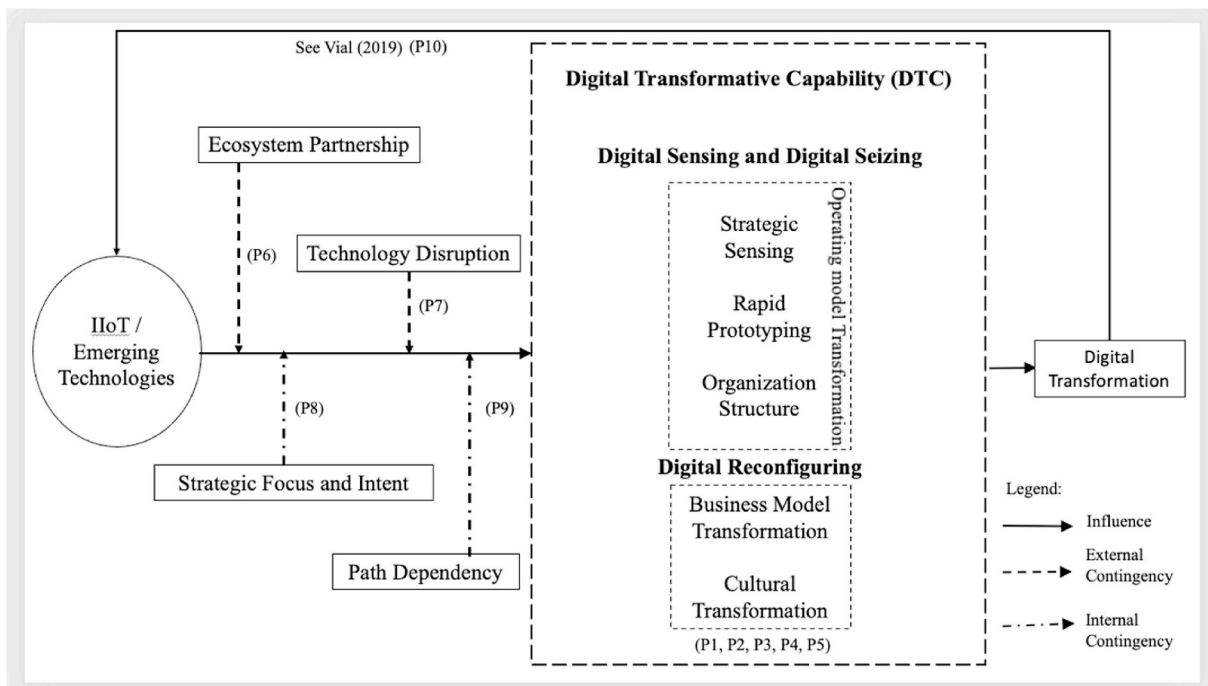 See Vial (2019) (P10)
Digital Transformative Capability (DTC)
Ecosystem Partnership
Digital Sensing and Digital Seizing
(P6)
Technology Disruption
(P7)
Strategic
Sensing
Rapid
Prototyping
Organization
Structure
Operating model Transformation
IIoT /
Emerging
Technologies
(P8)
(P9)
Strategic Focus and Intent
Path Dependency
Digital Reconfiguring
Business Model
Transformation
Cultural
Transformation
(P1, P2, P3, P4, P5)
Digital
Transformation
Legend:
Influence
External
Contingency
Internal
Contingency